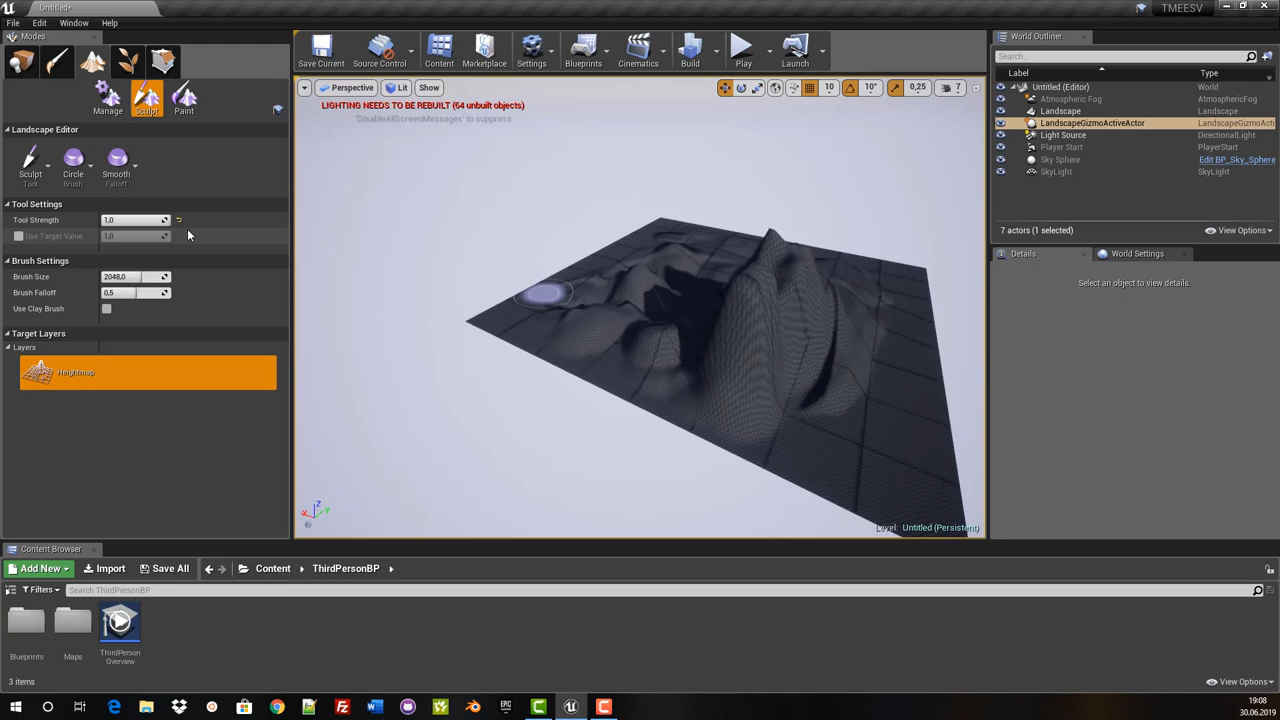 Untitled*
TMEESV
File Edit Window Help
Modes
World Outliner
Save Current Source Control Content Marketplace Settings Blueprints Cinematics Build Play Launch
Search...
Label Type
Perspective Lit Show 10 10° 0,25 7
Untitled (Editor) World
Manage Sculpt Paint
LIGHTING NEEDS TO BE REBUILT (64 unbuilt objects)
Atmospheric Fog AtmosphericFog
'DisableAllScreenMessages' to suppress
Landscape Landscape
LandscapeGizmoActiveActor LandscapeGizmoActi
Landscape Editor
Light Source DirectionalLight
Player Start PlayerStart
Sky Sphere Edit BP_Sky_Sphere
SkyLight SkyLight
Sculpt Circle Smooth
Tool Brush Falloff
Tool Settings
Tool Strength 1,0
7 actors (1 selected) View Options
Use Target Value 1,0
Details World Settings
Brush Settings
Brush Size 2048,0
Select an object to view details.
Brush Falloff 0,5
Use Clay Brush
Target Layers
Layers
Heightmap
Z
X Y
Level: Untitled (Persistent)
Content Browser
Add New Import Save All Content ThirdPersonBP
Filters Search ThirdPersonBP
Blueprints Maps ThirdPerson
Overview
3 items View Options
19:08
30.06.2019